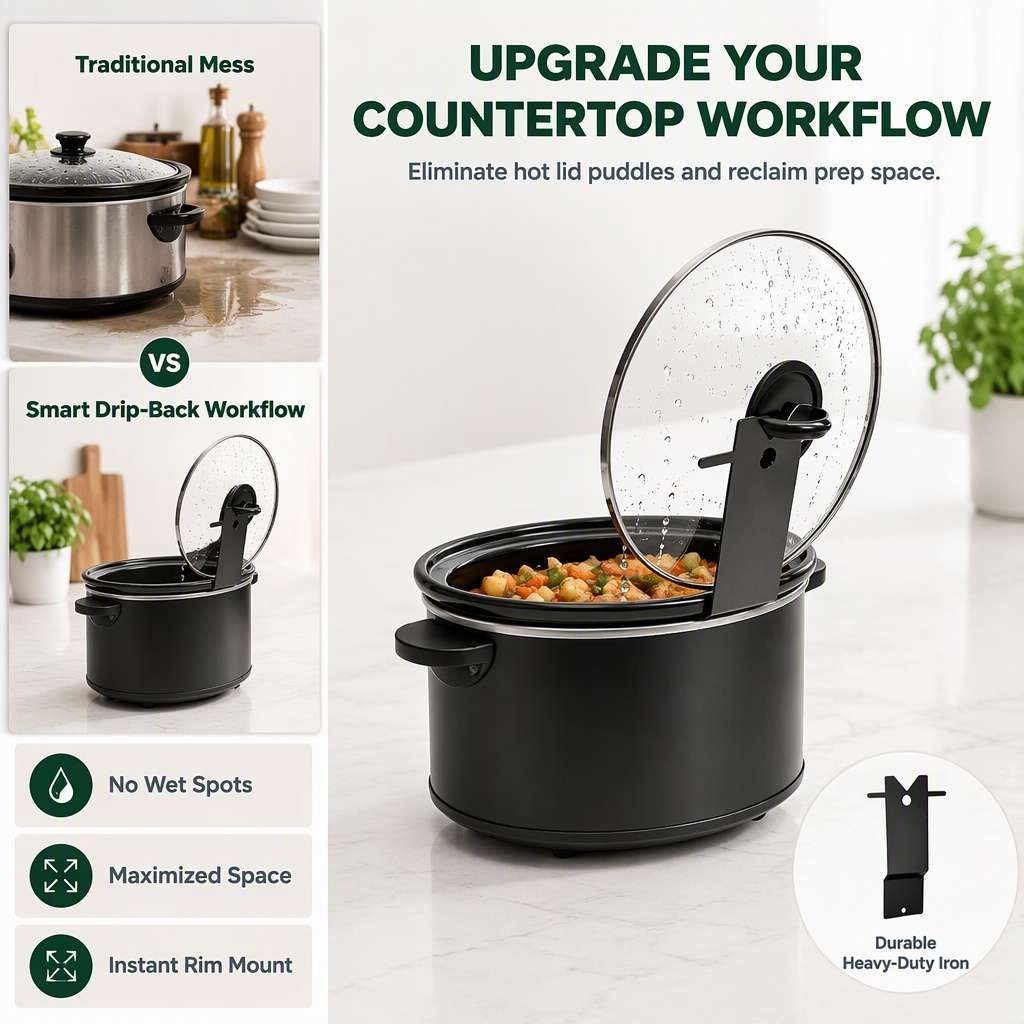 Traditional Mess
VS
Smart Drip-Back Workflow
No Wet Spots
Maximized Space
Instant Rim Mount
UPGRADE YOUR
COUNTERTOP WORKFLOW
Eliminate hot lid puddles and reclaim prep space.
Durable
Heavy-Duty Iron